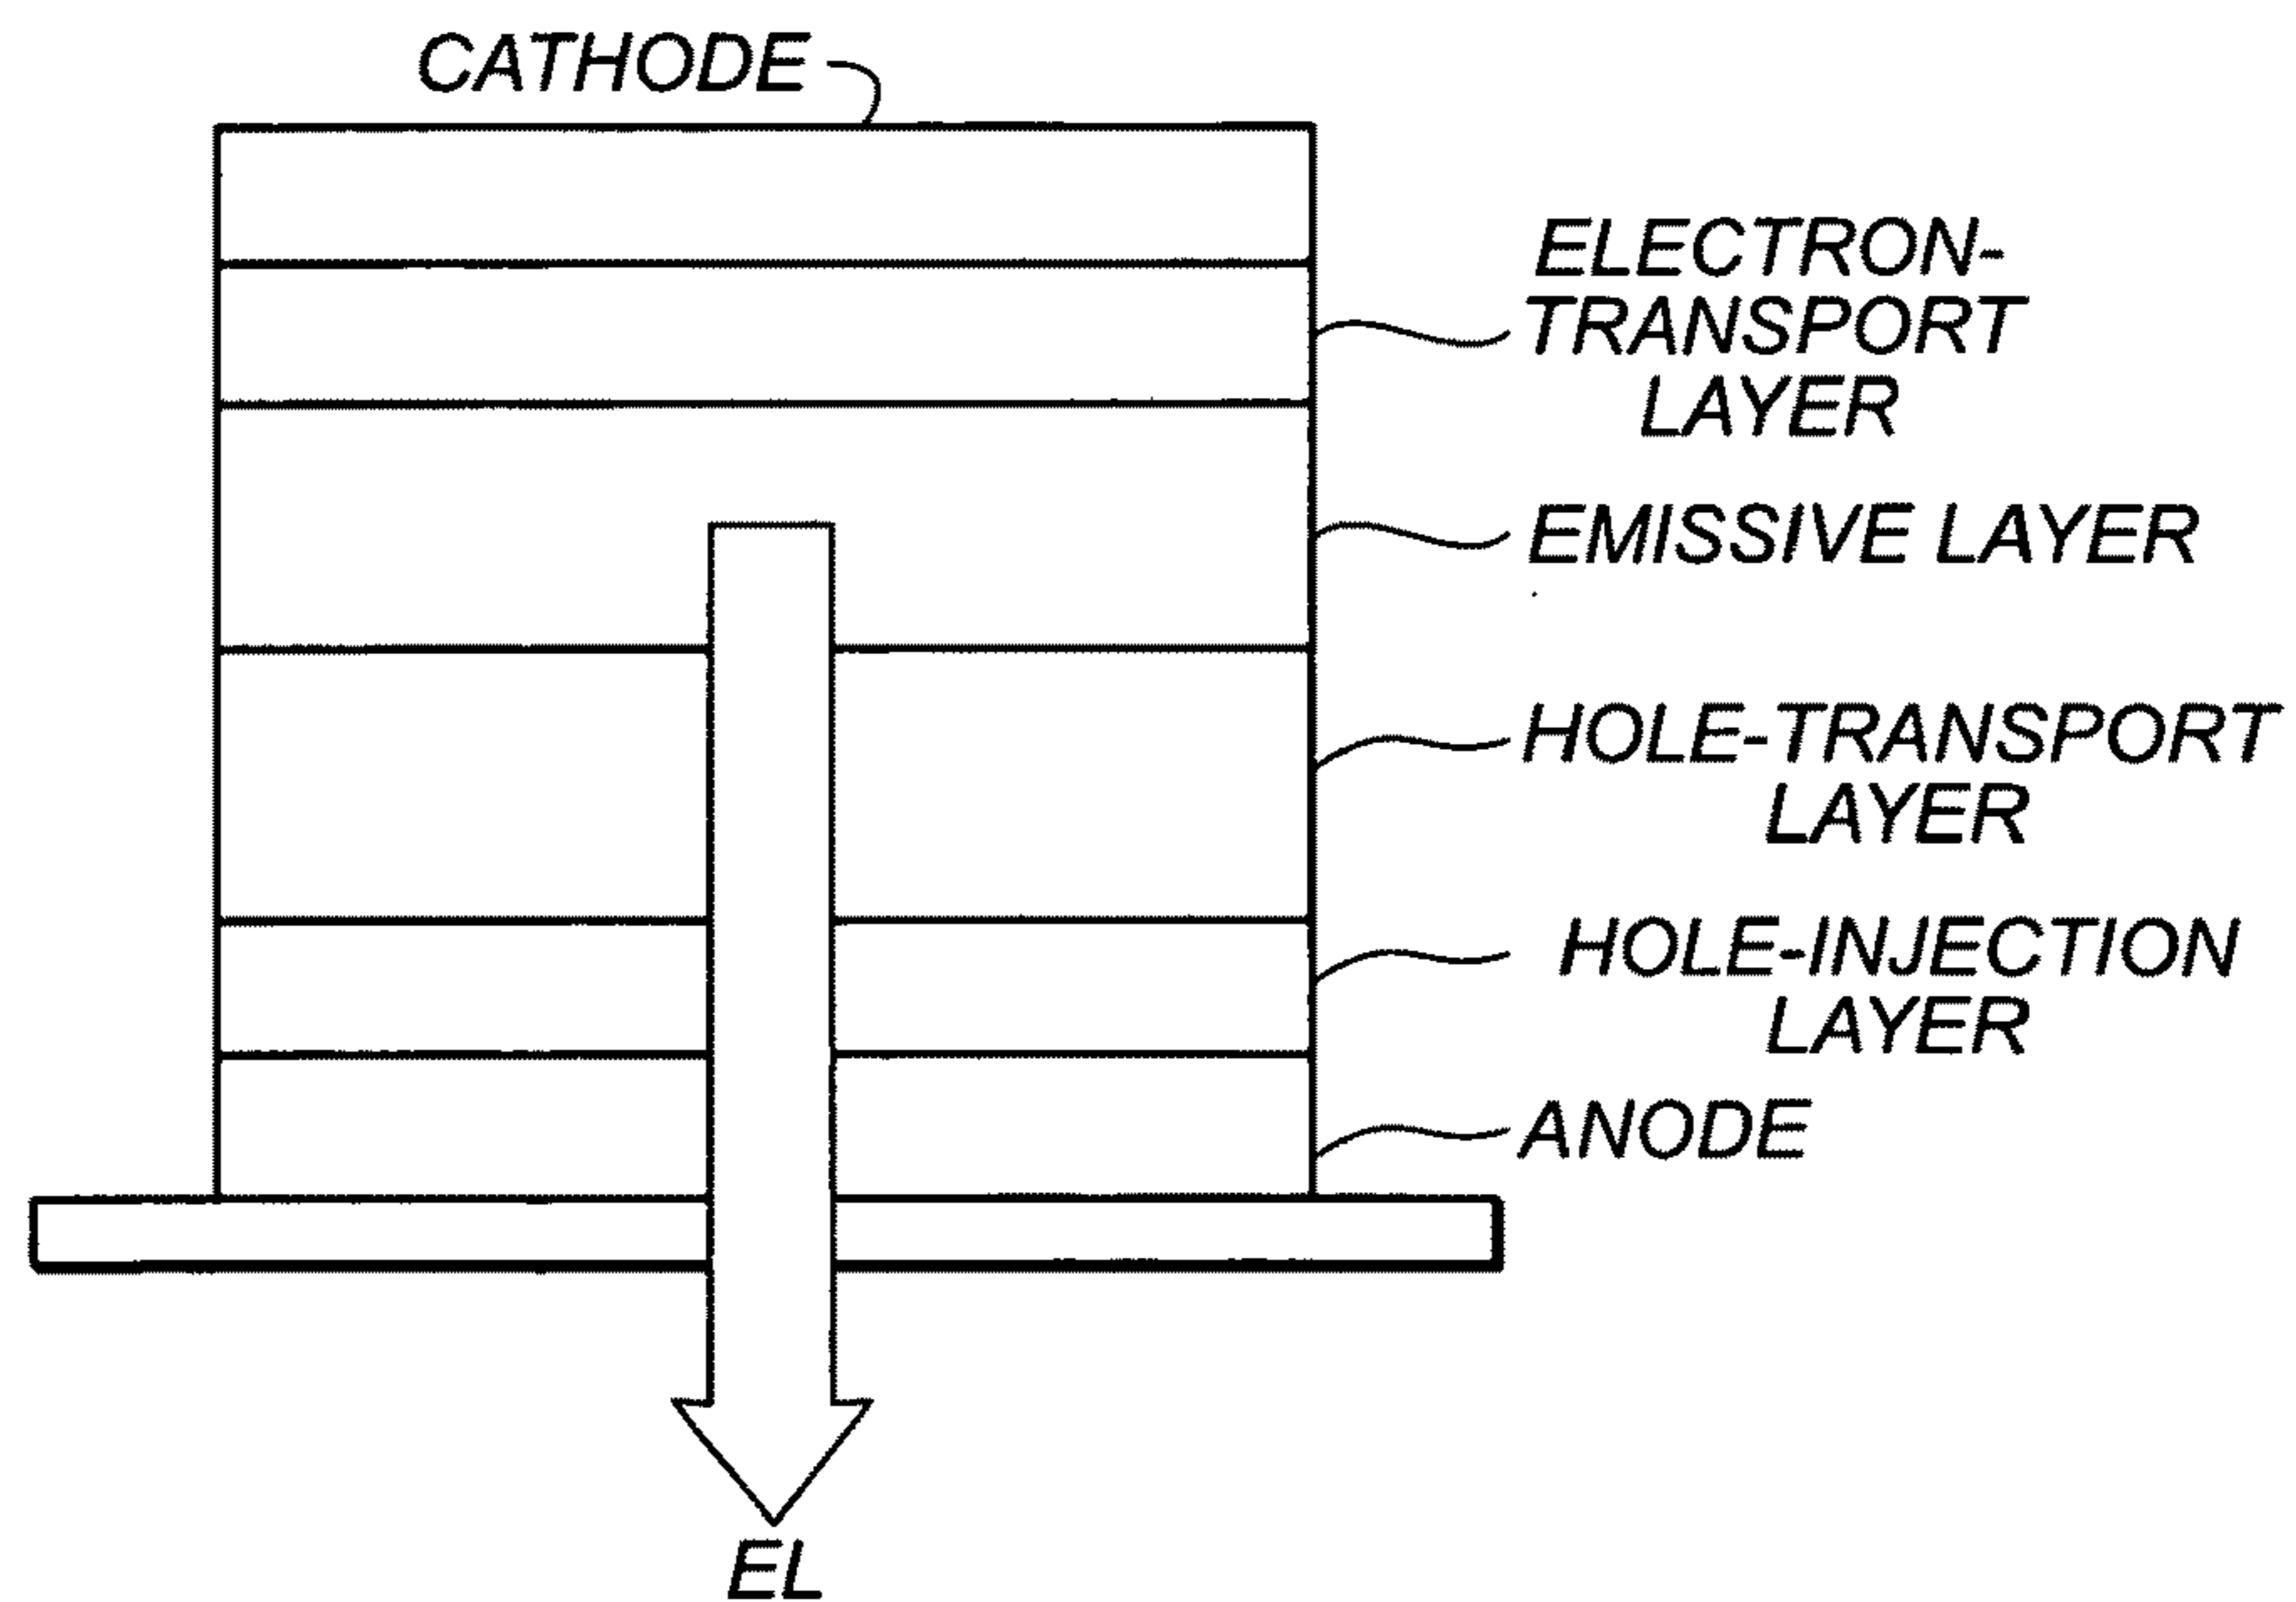 CATHODE
ELECTRON-
TRANSPORT
LAYER
EMISSIVE LAYER
HOLE-TRANSPORT
LAYER
HOLE-INJECTION
LAYER
ANODE
EL